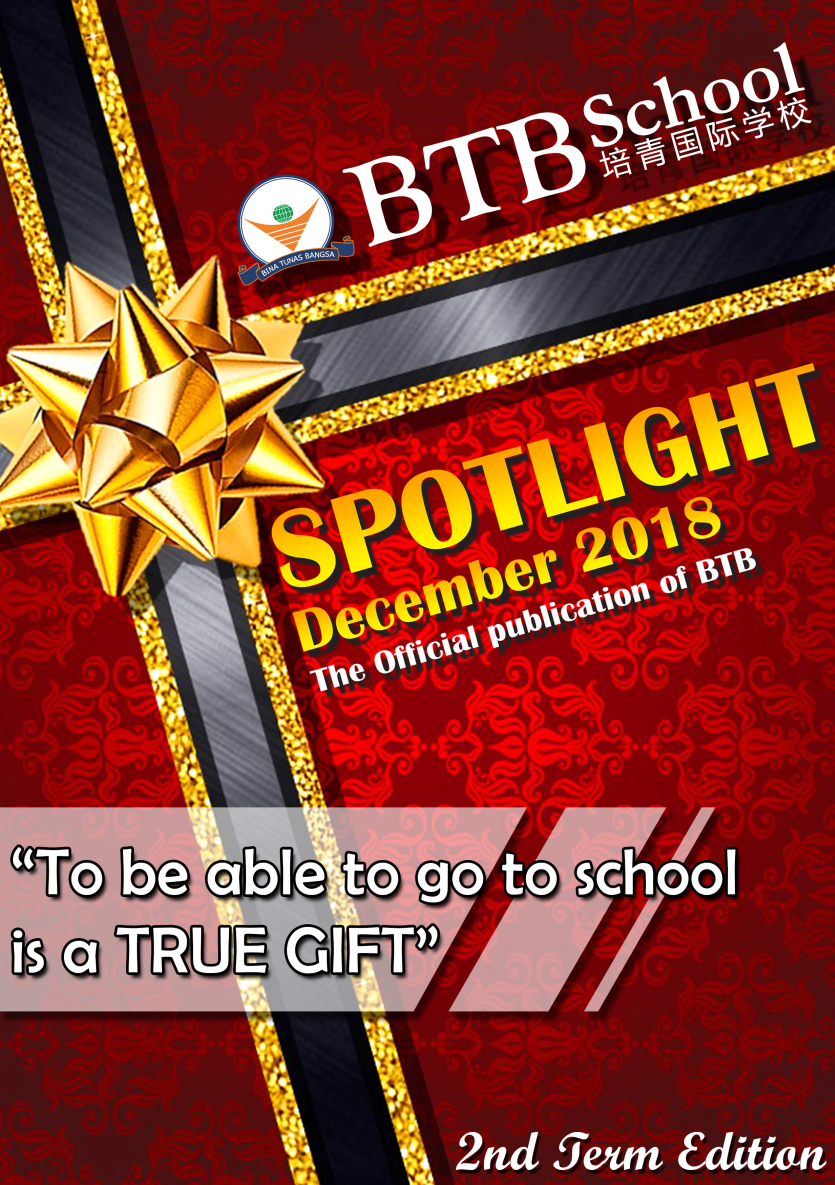 BTB School
培青国际学校
BINA TUNAS BANGSA
SPOTLIGHT
December 2018
The Official publication of BTB
“To be able to go to school
is a TRUE GIFT”
2nd Term Edition